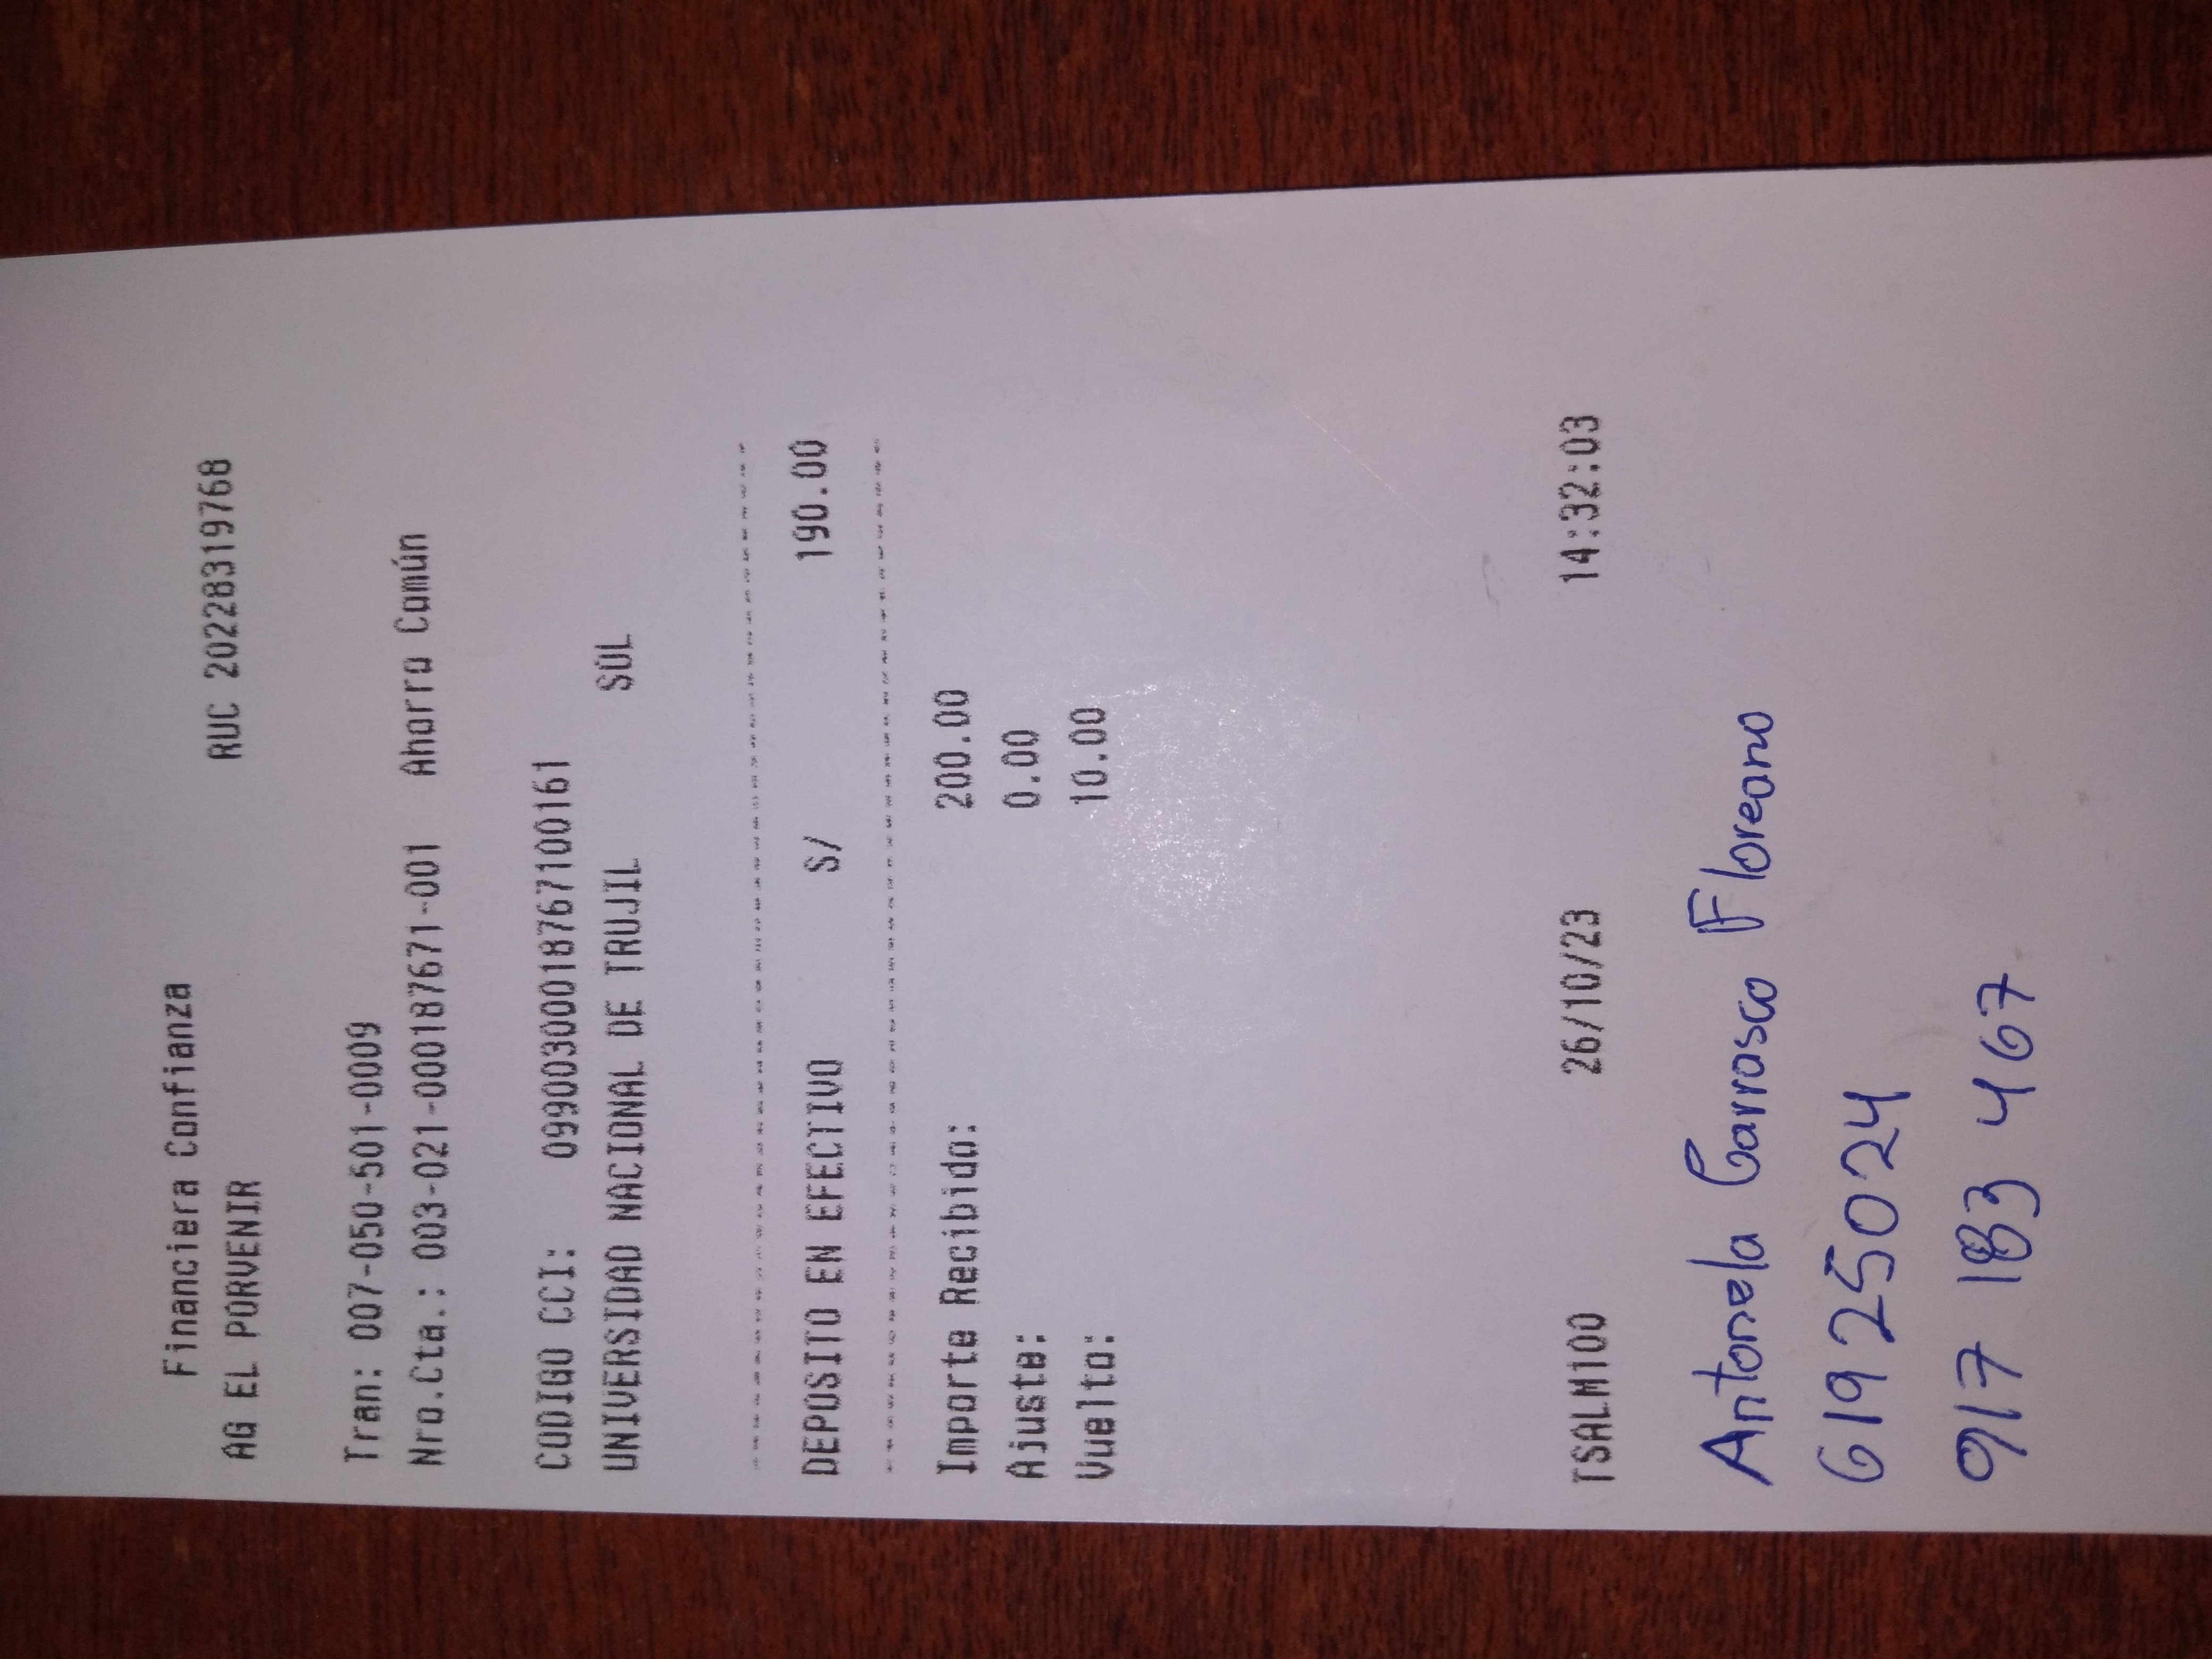 Financiera Confianza
AG EL PORVENIR RUC 20228319768
Tran: 007-050-501-0009
Nro.Cta.: 003-021-000187671-001 Ahorro Común
CODIGO CCI: 09900300018767100161
UNIVERSIDAD NACIONAL DE TRUJIL SOL
DEPOSITO EN EFECTIVO S/ 190.00
Importe Recibido: 200.00
Ajuste: 0.00
Vuelto: 10.00
TSALM100 26/10/23 14:32:03
Antonela Carrasco Floreano
61925024
917 183 467